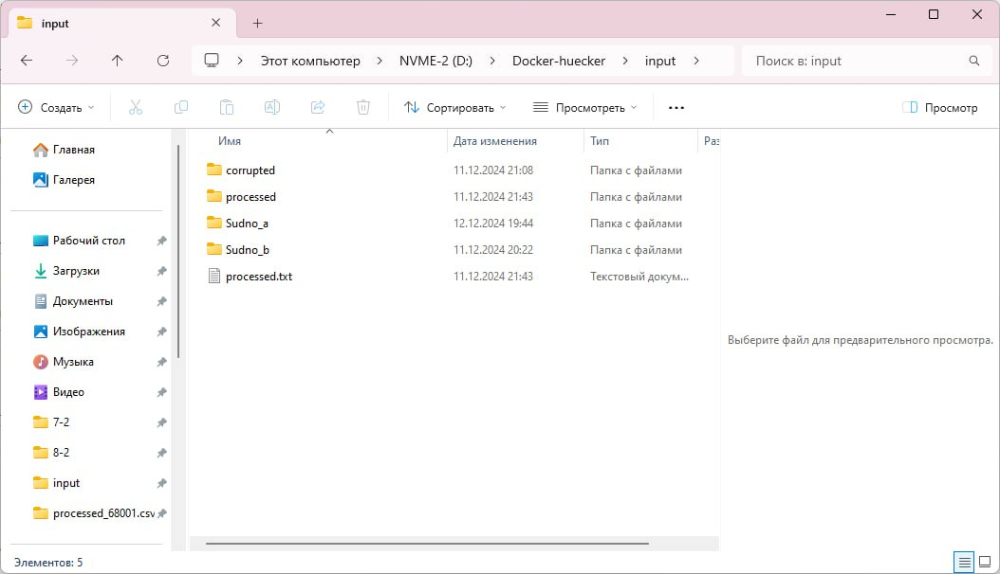 input
Этот компьютер
NVME-2 (D:)
Docker-huecker
input
Поиск в: input
Создать
Сортировать
Просмотреть
Просмотр
Главная
Галерея
Рабочий стол
Загрузки
Документы
Изображения
Музыка
Видео
7-2
8-2
input
processed_68001.csv
Имя Дата изменения Тип Раз
corrupted 11.12.2024 21:08 Папка с файлами
processed 11.12.2024 21:43 Папка с файлами
Sudno_a 12.12.2024 19:44 Папка с файлами
Sudno_b 11.12.2024 20:22 Папка с файлами
processed.txt 11.12.2024 21:43 Текстовый докум...
Выберите файл для предварительного просмотра.
Элементов: 5